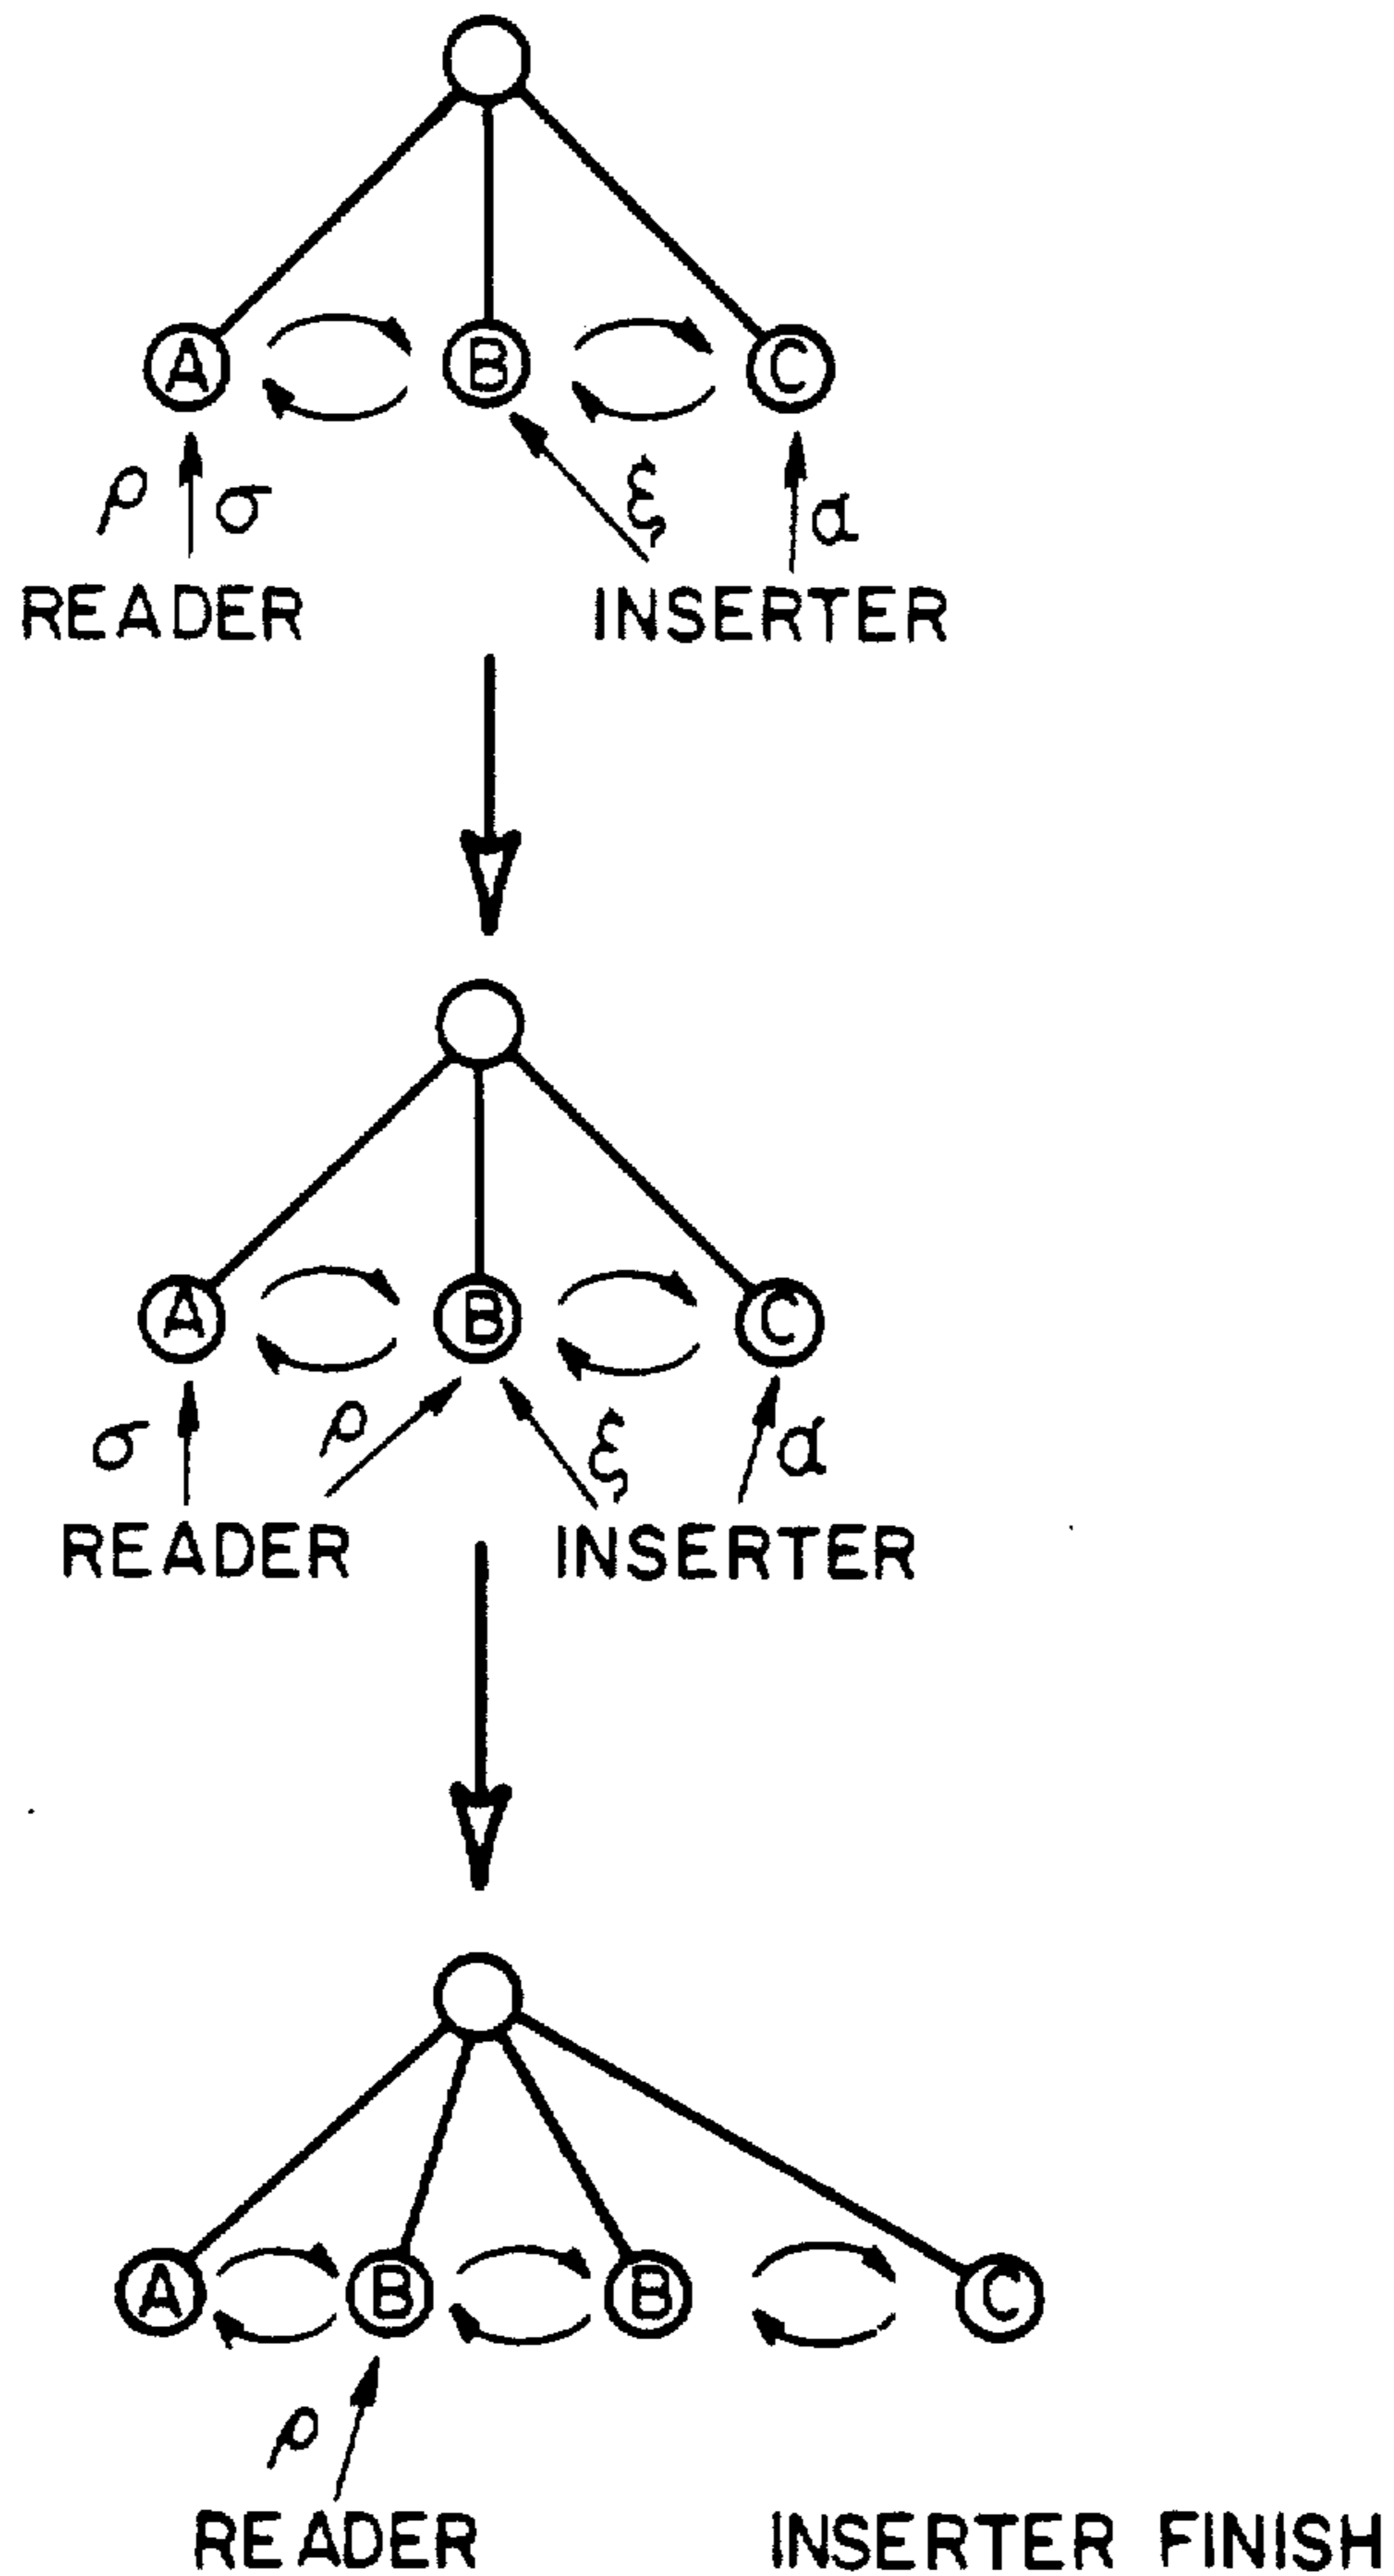 A B C
ρ σ ξ α
READER INSERTER
A B C
σ ρ ξ α
READER INSERTER
A B B C
ρ
READER INSERTER FINISH